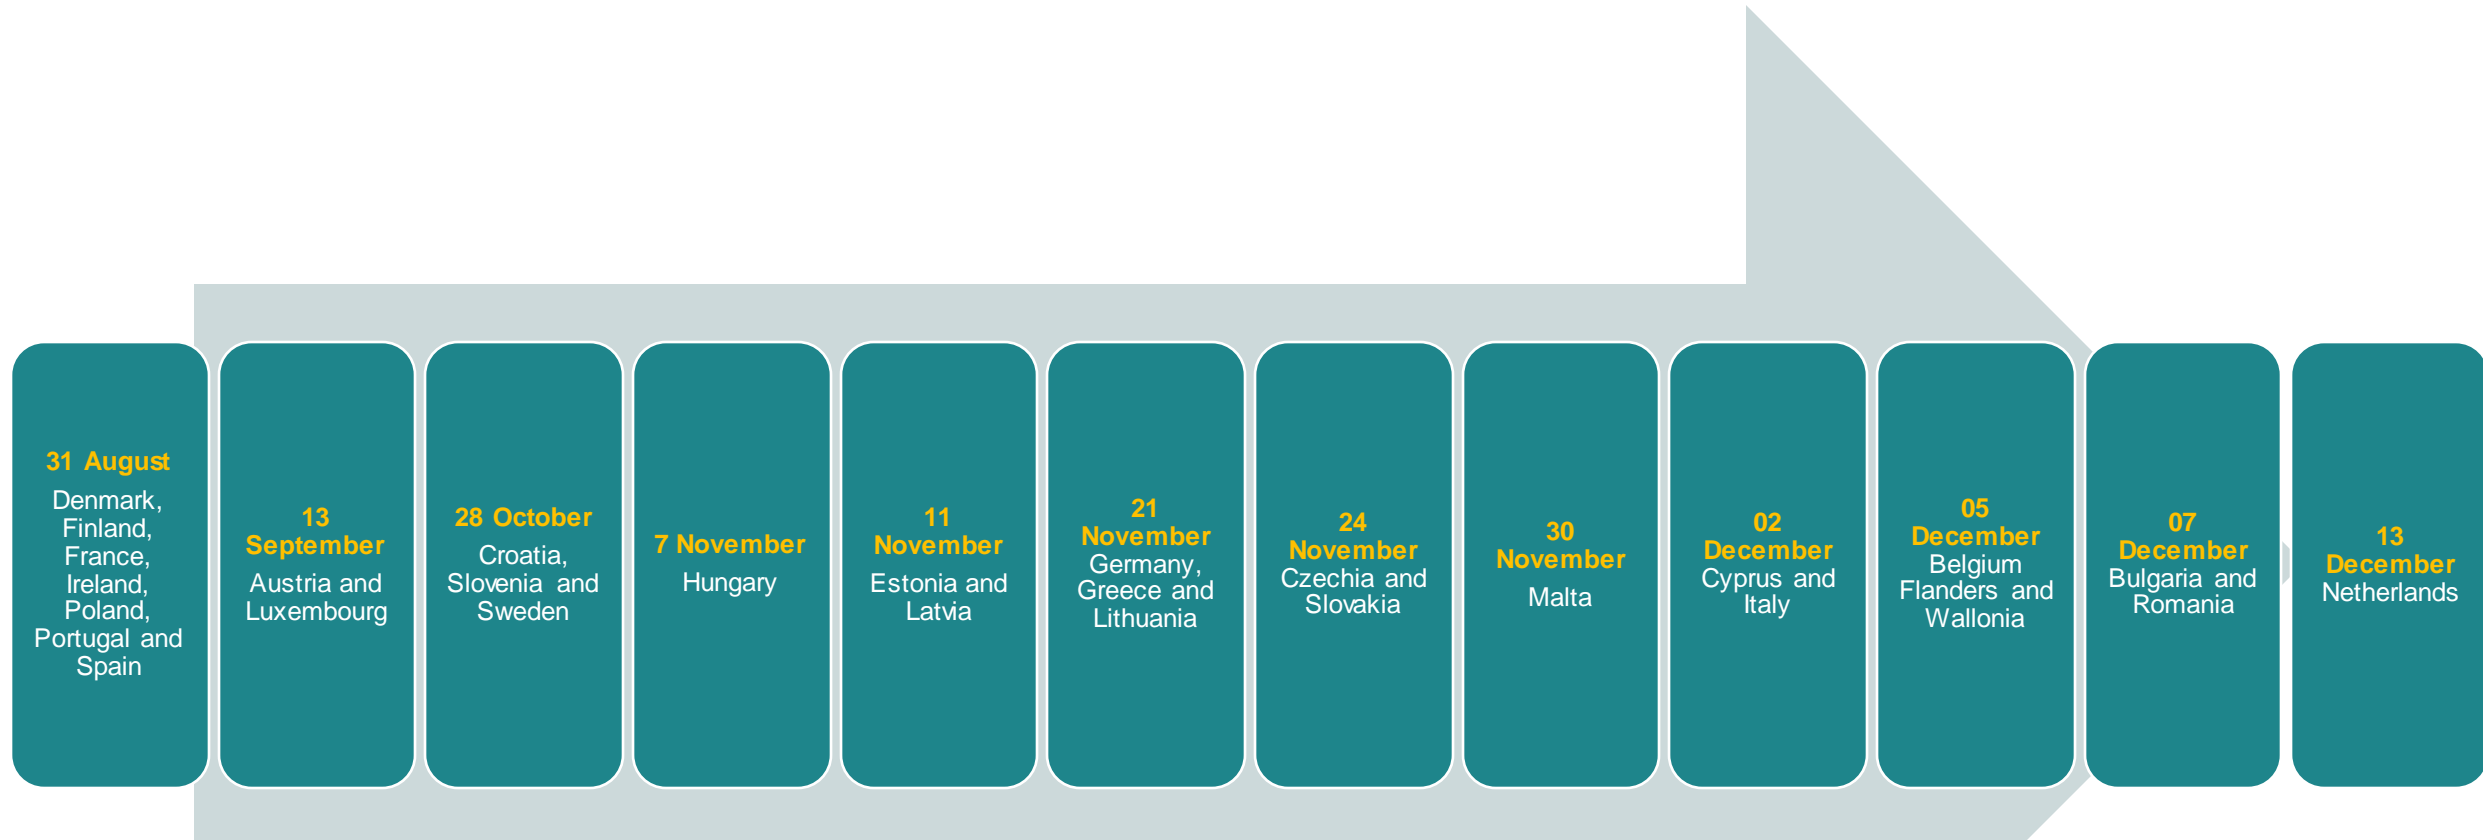 31 August
Denmark,
Finland,
France,
Ireland,
Poland,
Portugal and
Spain
13
September
Austria and
Luxembourg
28 October
Croatia,
Slovenia and
Sweden
7 November
Hungary
11
November
Estonia and
Latvia
21
November
Germany,
Greece and
Lithuania
24
November
Czechia and
Slovakia
30
November
Malta
02
December
Cyprus and
Italy
05
December
Belgium
Flanders and
Wallonia
07
December
Bulgaria and
Romania
13
December
Netherlands